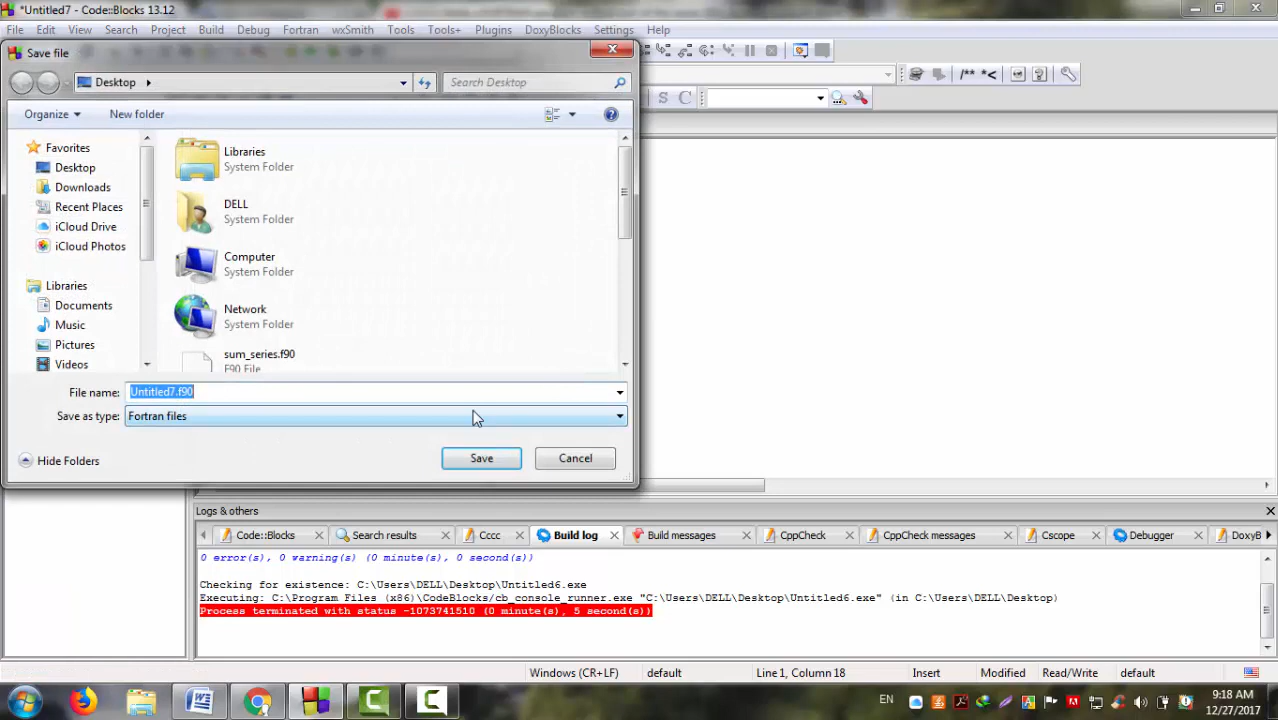 *Untitled7 - Code::Blocks 13.12
File Edit View Search Project Build Debug Fortran wxSmith Tools Tools+ Plugins DoxyBlocks Settings Help
Save file
Desktop
Search Desktop
/** *<
S C
Organize New folder
Favorites
Desktop
Downloads
Recent Places
iCloud Drive
iCloud Photos
Libraries
Documents
Music
Pictures
Videos
Libraries
System Folder
DELL
System Folder
Computer
System Folder
Network
System Folder
sum_series.f90
F90 File
File name: Untitled7.f90
Save as type: Fortran files
Hide Folders
Save
Cancel
Logs & others
Code::Blocks Search results Cccc Build log Build messages CppCheck CppCheck messages Cscope Debugger DoxyB
0 error(s), 0 warning(s) (0 minute(s), 0 second(s))
Checking for existence: C:\Users\DELL\Desktop\Untitled6.exe
Executing: C:\Program Files (x86)\CodeBlocks/cb_console_runner.exe "C:\Users\DELL\Desktop\Untitled6.exe" (in C:\Users\DELL\Desktop)
Process terminated with status -1073741510 (0 minute(s), 5 second(s))
Windows (CR+LF) default Line 1, Column 18 Insert Modified Read/Write default
EN
9:18 AM
12/27/2017